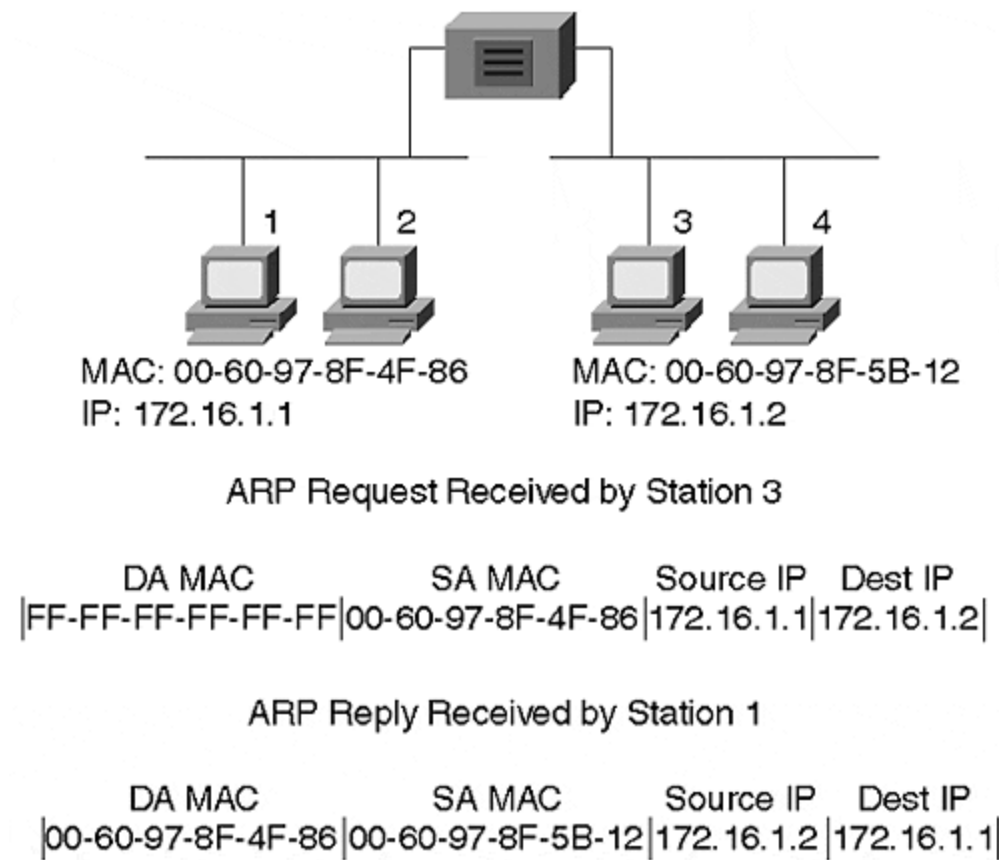 1 2 3 4
MAC: 00-60-97-8F-4F-86 MAC: 00-60-97-8F-5B-12
IP: 172.16.1.1 IP: 172.16.1.2
ARP Request Received by Station 3
DA MAC SA MAC Source IP Dest IP
|FF-FF-FF-FF-FF-FF|00-60-97-8F-4F-86|172.16.1.1|172.16.1.2|
ARP Reply Received by Station 1
DA MAC SA MAC Source IP Dest IP
|00-60-97-8F-4F-86|00-60-97-8F-5B-12|172.16.1.2|172.16.1.1|